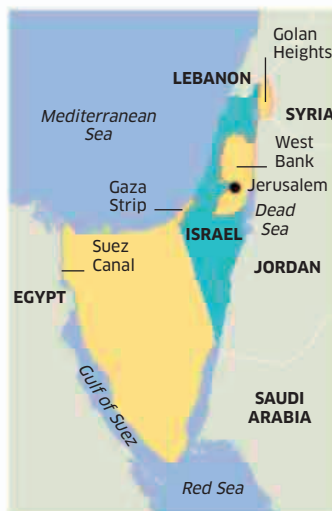 Golan
Heights
LEBANON
Mediterranean
Sea
SYRIA
West
Bank
Gaza
Strip
Jerusalem
Dead
Sea
ISRAEL
Suez
Canal
JORDAN
EGYPT
Gulf of Suez
SAUDI
ARABIA
Red Sea